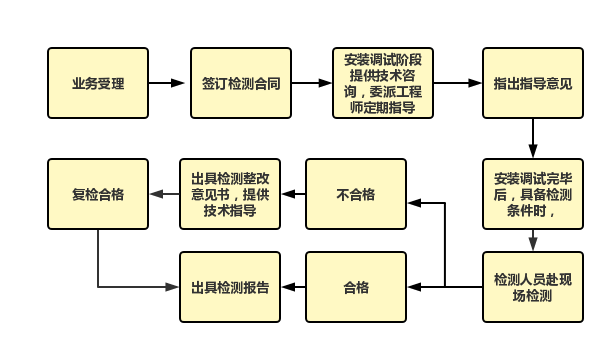 业务受理
签订检测合同
安装调试阶段
提供技术咨
询，委派工程
师定期指导
指出指导意见
安装调试完毕
后，具备检测
条件时，
检测人员赴现
场检测
不合格
出具检测整改
意见书，提供
技术指导
复检合格
合格
出具检测报告